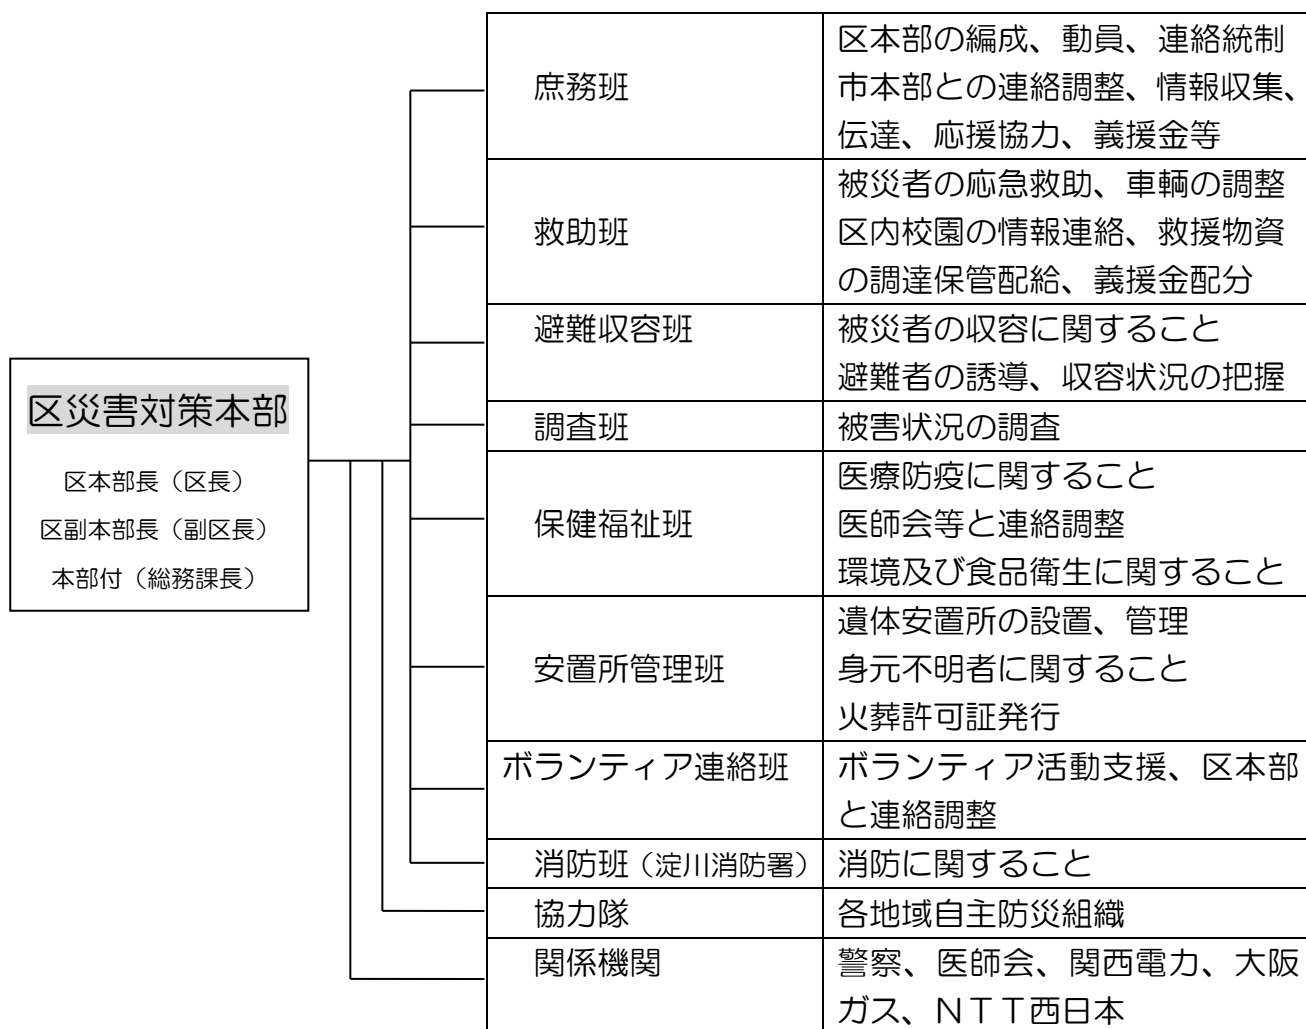 区災害対策本部
区本部長（区長）
区副本部長（副区長）
本部付（総務課長）
庶務班
区本部の編成、動員、連絡統制
市本部との連絡調整、情報収集、
伝達、応援協力、義援金等
救助班
被災者の応急救助、車輌の調整
区内校園の情報連絡、救援物資
の調達保管配給、義援金配分
避難収容班
被災者の収容に関すること
避難者の誘導、収容状況の把握
調査班
被害状況の調査
保健福祉班
医療防疫に関すること
医師会等と連絡調整
環境及び食品衛生に関すること
安置所管理班
遺体安置所の設置、管理
身元不明者に関すること
火葬許可証発行
ボランティア連絡班
ボランティア活動支援、区本部
と連絡調整
消防班（淀川消防署）
消防に関すること
協力隊
各地域自主防災組織
関係機関
警察、医師会、関西電力、大阪
ガス、ＮＴＴ西日本